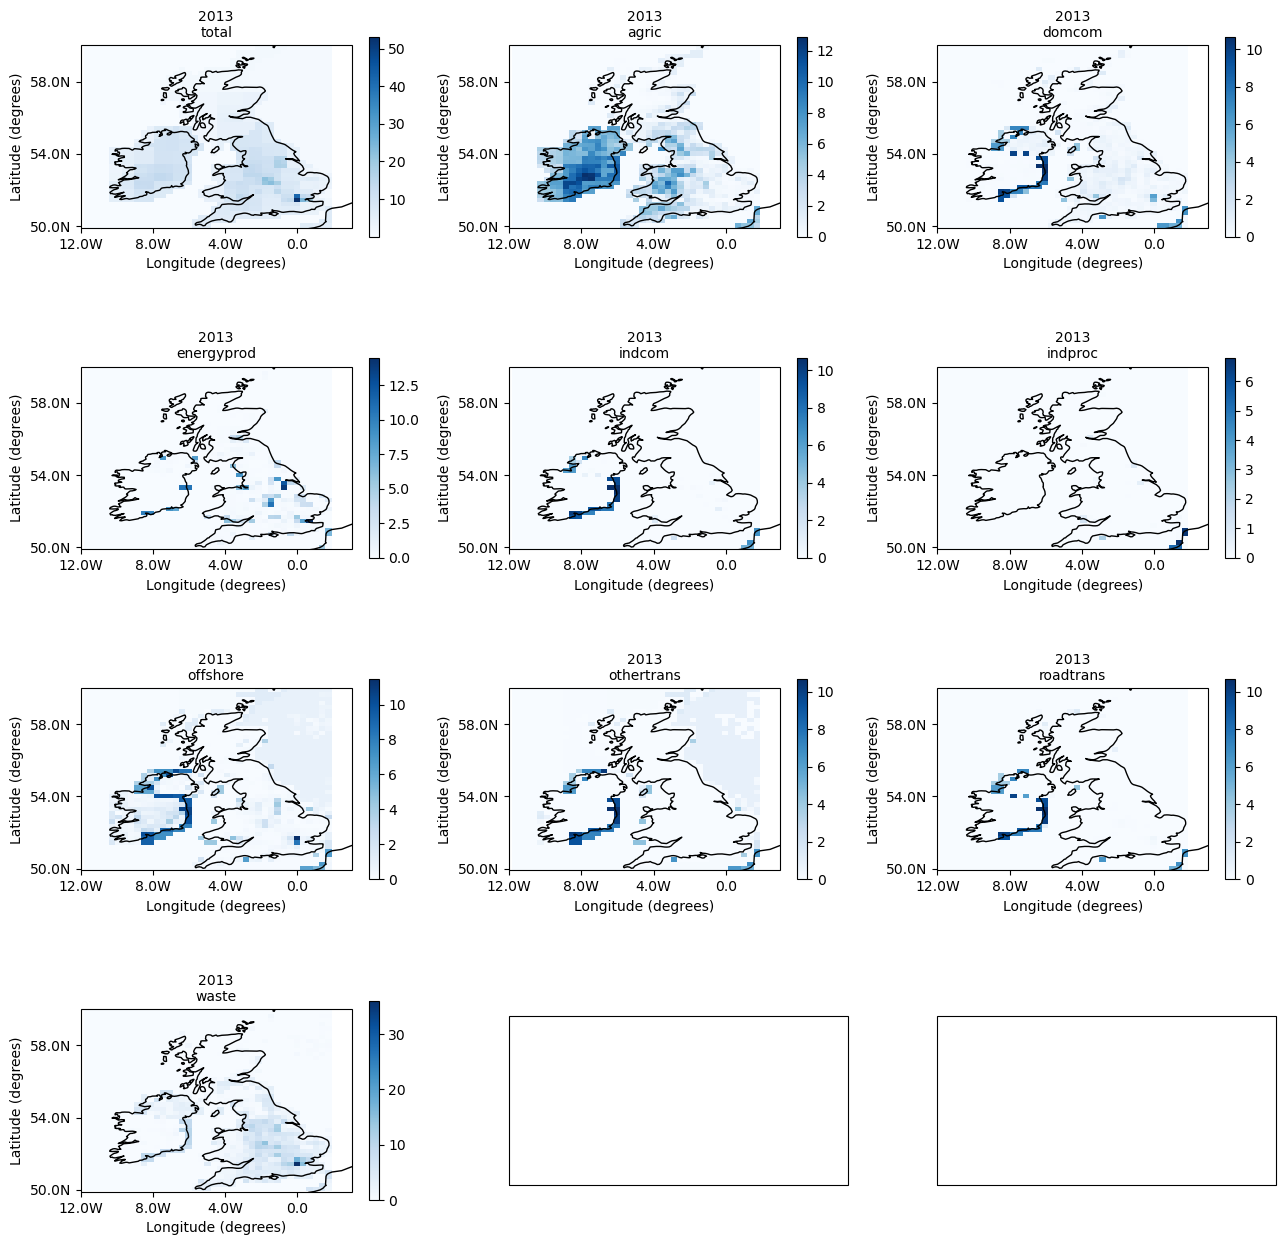 2013
total
Latitude (degrees)
58.0N
54.0N
50.0N
12.0W 8.0W 4.0W 0.0
Longitude (degrees)
50
40
30
20
10
2013
agric
Latitude (degrees)
58.0N
54.0N
50.0N
12.0W 8.0W 4.0W 0.0
Longitude (degrees)
12
10
8
6
4
2
0
2013
domcom
Latitude (degrees)
58.0N
54.0N
50.0N
12.0W 8.0W 4.0W 0.0
Longitude (degrees)
10
8
6
4
2
0
2013
energyprod
Latitude (degrees)
58.0N
54.0N
50.0N
12.0W 8.0W 4.0W 0.0
Longitude (degrees)
12.5
10.0
7.5
5.0
2.5
0.0
2013
indcom
Latitude (degrees)
58.0N
54.0N
50.0N
12.0W 8.0W 4.0W 0.0
Longitude (degrees)
10
8
6
4
2
0
2013
indproc
Latitude (degrees)
58.0N
54.0N
50.0N
12.0W 8.0W 4.0W 0.0
Longitude (degrees)
6
5
4
3
2
1
0
2013
offshore
Latitude (degrees)
58.0N
54.0N
50.0N
12.0W 8.0W 4.0W 0.0
Longitude (degrees)
10
8
6
4
2
0
2013
othertrans
Latitude (degrees)
58.0N
54.0N
50.0N
12.0W 8.0W 4.0W 0.0
Longitude (degrees)
10
8
6
4
2
0
2013
roadtrans
Latitude (degrees)
58.0N
54.0N
50.0N
12.0W 8.0W 4.0W 0.0
Longitude (degrees)
10
8
6
4
2
0
2013
waste
Latitude (degrees)
58.0N
54.0N
50.0N
12.0W 8.0W 4.0W 0.0
Longitude (degrees)
30
20
10
0